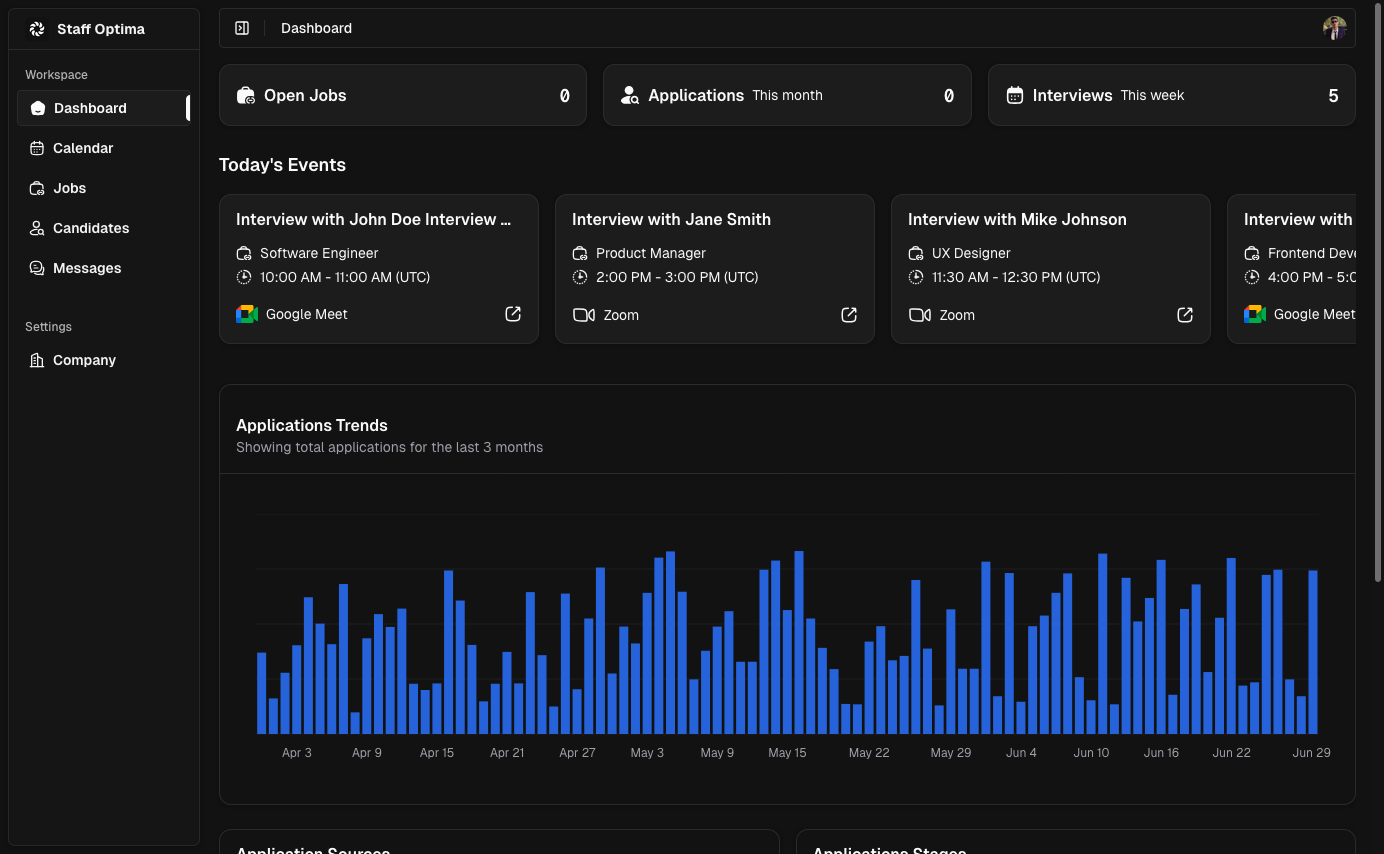 Staff Optima
Workspace
Dashboard
Calendar
Jobs
Candidates
Messages
Settings
Company
Dashboard
Open Jobs 0
Applications This month 0
Interviews This week 5
Today's Events
Interview with John Doe Interview ...
Software Engineer
10:00 AM - 11:00 AM (UTC)
Google Meet
Interview with Jane Smith
Product Manager
2:00 PM - 3:00 PM (UTC)
Zoom
Interview with Mike Johnson
UX Designer
11:30 AM - 12:30 PM (UTC)
Zoom
Interview with
Frontend Deve
4:00 PM - 5:0
Google Meet
Applications Trends
Showing total applications for the last 3 months
Apr 3 Apr 9 Apr 15 Apr 21 Apr 27 May 3 May 9 May 15 May 22 May 29 Jun 4 Jun 10 Jun 16 Jun 22 Jun 29
Application Sources
Applications Stages